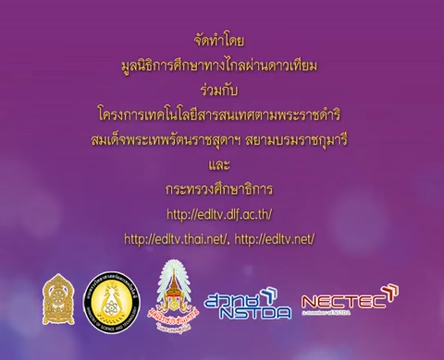 จัดทำโดย
มูลนิธิการศึกษาทางไกลผ่านดาวเทียม
ร่วมกับ
โครงการเทคโนโลยีสารสนเทศตามพระราชดำริ
สมเด็จพระเทพรัตนราชสุดาฯ สยามบรมราชกุมารี
และ
กระทรวงศึกษาธิการ
http://edltv.dlf.ac.th/
http://edltv.thai.net/, http://edltv.net/
สวทช
NSTDA
NECTEC
a member of NSTDA